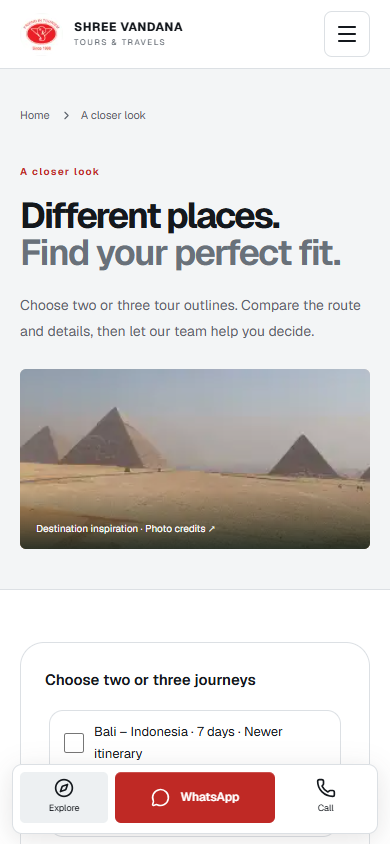 SHREE VANDANA
TOURS & TRAVELS
Home > A closer look
A closer look
Different places.
Find your perfect fit.
Choose two or three tour outlines. Compare the route
and details, then let our team help you decide.
Destination inspiration · Photo credits ↗
Choose two or three journeys
Bali – Indonesia · 7 days · Newer
itinerary
Explore
WhatsApp
Call